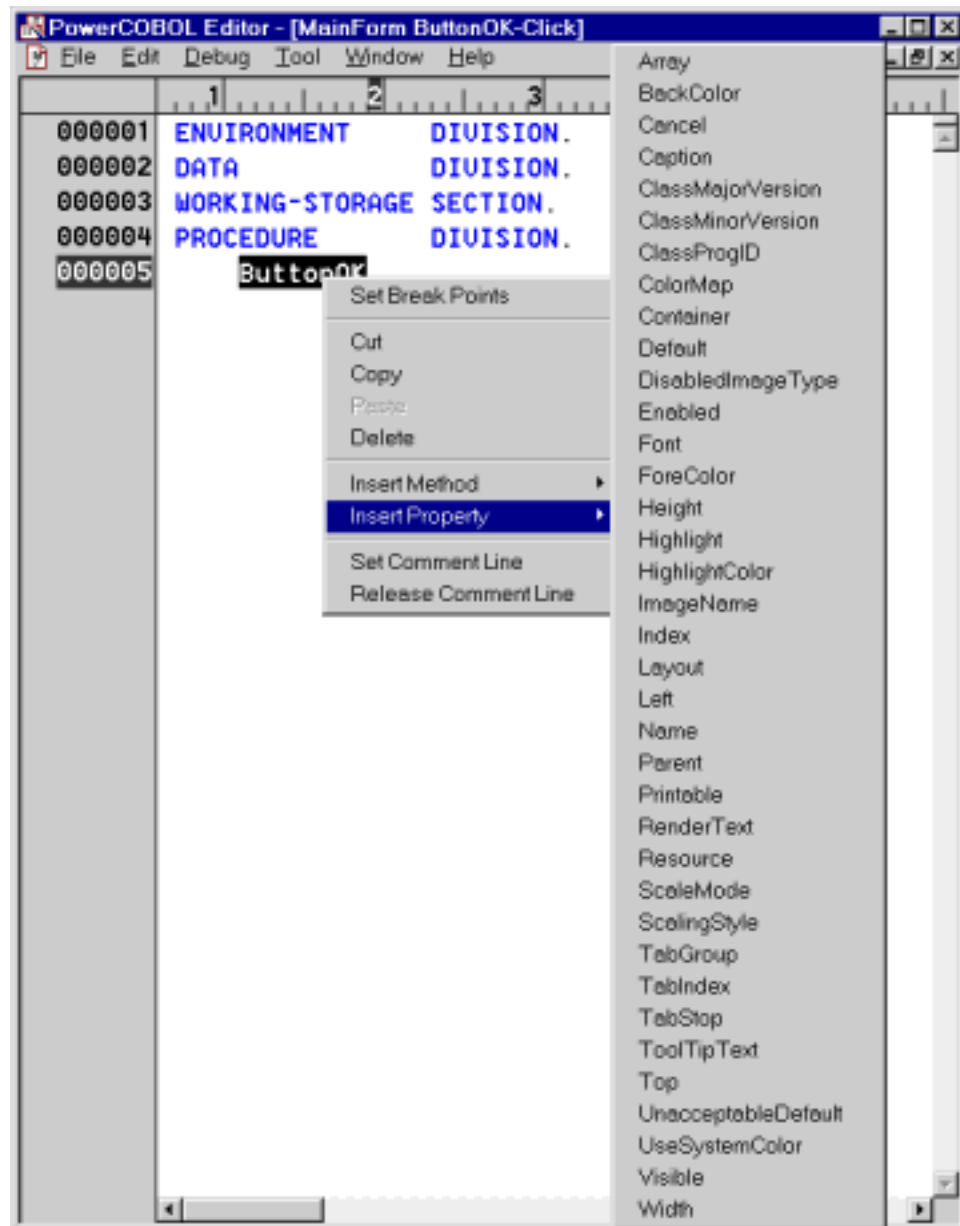 PowerCOBOL Editor - [MainForm ButtonOK-Click]
File Edit Debug Tool Window Help
1 2 3
000001 ENVIRONMENT DIVISION.
000002 DATA DIVISION.
000003 WORKING-STORAGE SECTION.
000004 PROCEDURE DIVISION.
000005 ButtonOK
Set Break Points
Cut
Copy
Paste
Delete
Insert Method
Insert Property
Set Comment Line
Release Comment Line
Array
BackColor
Cancel
Caption
ClassMajorVersion
ClassMinorVersion
ClassProgID
ColorMap
Container
Default
DisabledImageType
Enabled
Font
ForeColor
Height
Highlight
HighlightColor
ImageName
Index
Layout
Left
Name
Parent
Printable
RenderText
Resource
ScaleMode
ScalingStyle
TabGroup
TabIndex
TabStop
ToolTipText
Top
UnacceptableDefault
UseSystemColor
Visible
Width